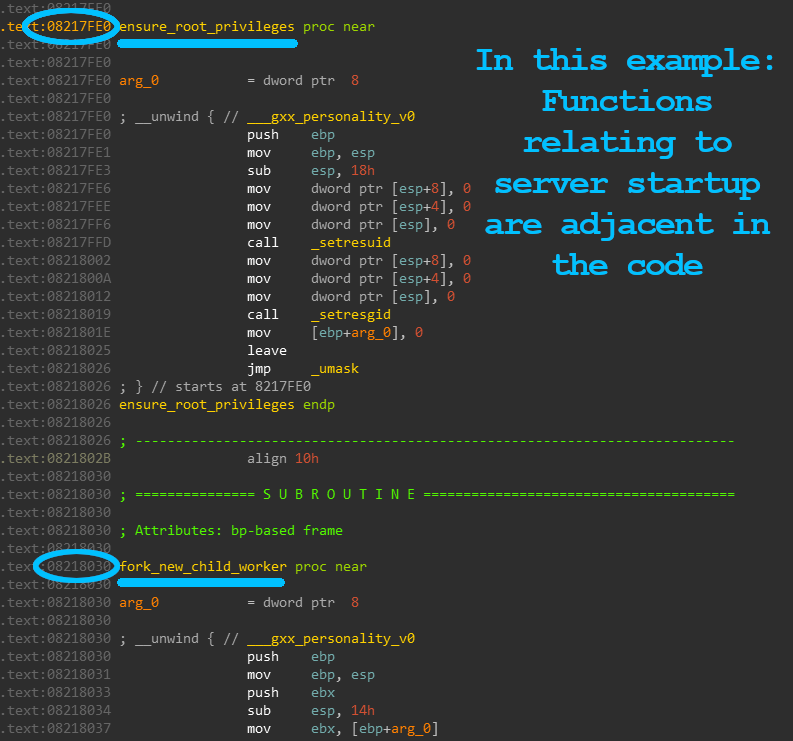 .text:08217FE0
.text:08217FE0 ensure_root_privileges proc near
.text:08217FE0
.text:08217FE0
.text:08217FE0 arg_0           = dword ptr  8
.text:08217FE0
.text:08217FE0 ; __unwind { // ___gxx_personality_v0
.text:08217FE0                 push    ebp
.text:08217FE1                 mov     ebp, esp
.text:08217FE3                 sub     esp, 18h
.text:08217FE6                 mov     dword ptr [esp+8], 0
.text:08217FEE                 mov     dword ptr [esp+4], 0
.text:08217FF6                 mov     dword ptr [esp], 0
.text:08217FFD                 call    _setresuid
.text:08218002                 mov     dword ptr [esp+8], 0
.text:0821800A                 mov     dword ptr [esp+4], 0
.text:08218012                 mov     dword ptr [esp], 0
.text:08218019                 call    _setresgid
.text:0821801E                 mov     [ebp+arg_0], 0
.text:08218025                 leave
.text:08218026                 jmp     _umask
.text:08218026 ; } // starts at 8217FE0
.text:08218026 ensure_root_privileges endp
.text:08218026
.text:08218026 ; ---------------------------------------------------------------------------
.text:0821802B                 align 10h
.text:08218030
.text:08218030 ; =============== S U B R O U T I N E =======================================
.text:08218030
.text:08218030 ; Attributes: bp-based frame
.text:08218030
.text:08218030 fork_new_child_worker proc near
.text:08218030
.text:08218030 arg_0           = dword ptr  8
.text:08218030
.text:08218030 ; __unwind { // ___gxx_personality_v0
.text:08218030                 push    ebp
.text:08218031                 mov     ebp, esp
.text:08218033                 push    ebx
.text:08218034                 sub     esp, 14h
.text:08218037                 mov     ebx, [ebp+arg_0]
In this example:
Functions
relating to
server startup
are adjacent in
the code